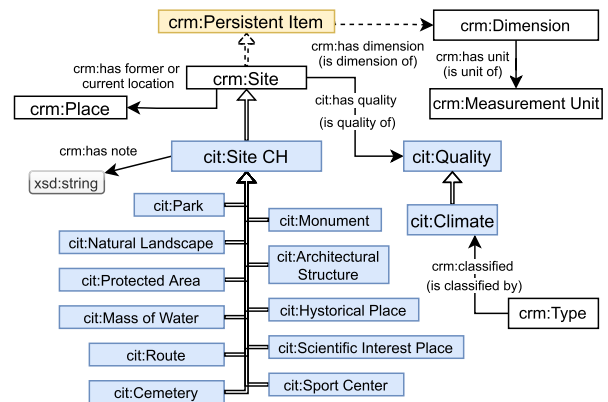 crm:Persistent Item
crm:Dimension
crm:has dimension
(is dimension of)
crm:has former or
current location
crm:Site
crm:has unit
(is unit of)
crm:Place
cit:has quality
(is quality of)
crm:Measurement Unit
crm:has note
cit:Site CH
cit:Quality
xsd:string
cit:Park
cit:Monument
cit:Climate
cit:Natural Landscape
cit:Architectural
Structure
cit:Protected Area
crm:classified
(is classified by)
cit:Mass of Water
cit:Hystorical Place
crm:Type
cit:Route
cit:Scientific Interest Place
cit:Cemetery
cit:Sport Center